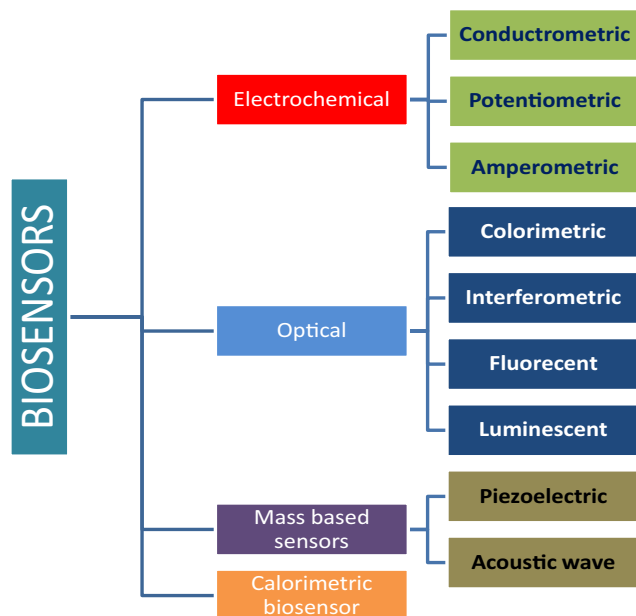 BIOSENSORS
Electrochemical
Conductrometric
Potentiometric
Amperometric
Optical
Colorimetric
Interferometric
Fluorecent
Luminescent
Mass based
sensors
Piezoelectric
Acoustic wave
Calorimetric
biosensor